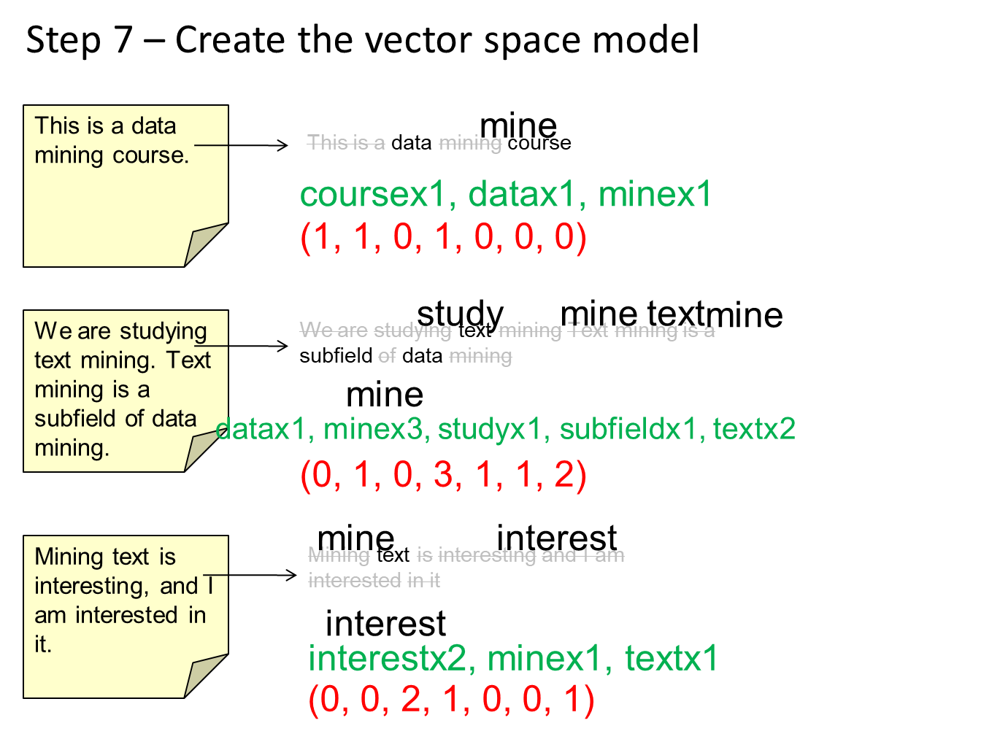 Step 7 – Create the vector space model
This is a data
mining course.
mine
This is a data mining course
coursex1, datax1, minex1
(1, 1, 0, 1, 0, 0, 0)
We are studying
text mining. Text
mining is a
subfield of data
mining.
study mine textmine
We are studying text mining Text mining is a
subfield of data mining
mine
datax1, minex3, studyx1, subfieldx1, textx2
(0, 1, 0, 3, 1, 1, 2)
Mining text is
interesting, and I
am interested in
it.
mine interest
Mining text is interesting and I am
interested in it
interest
interestx2, minex1, textx1
(0, 0, 2, 1, 0, 0, 1)